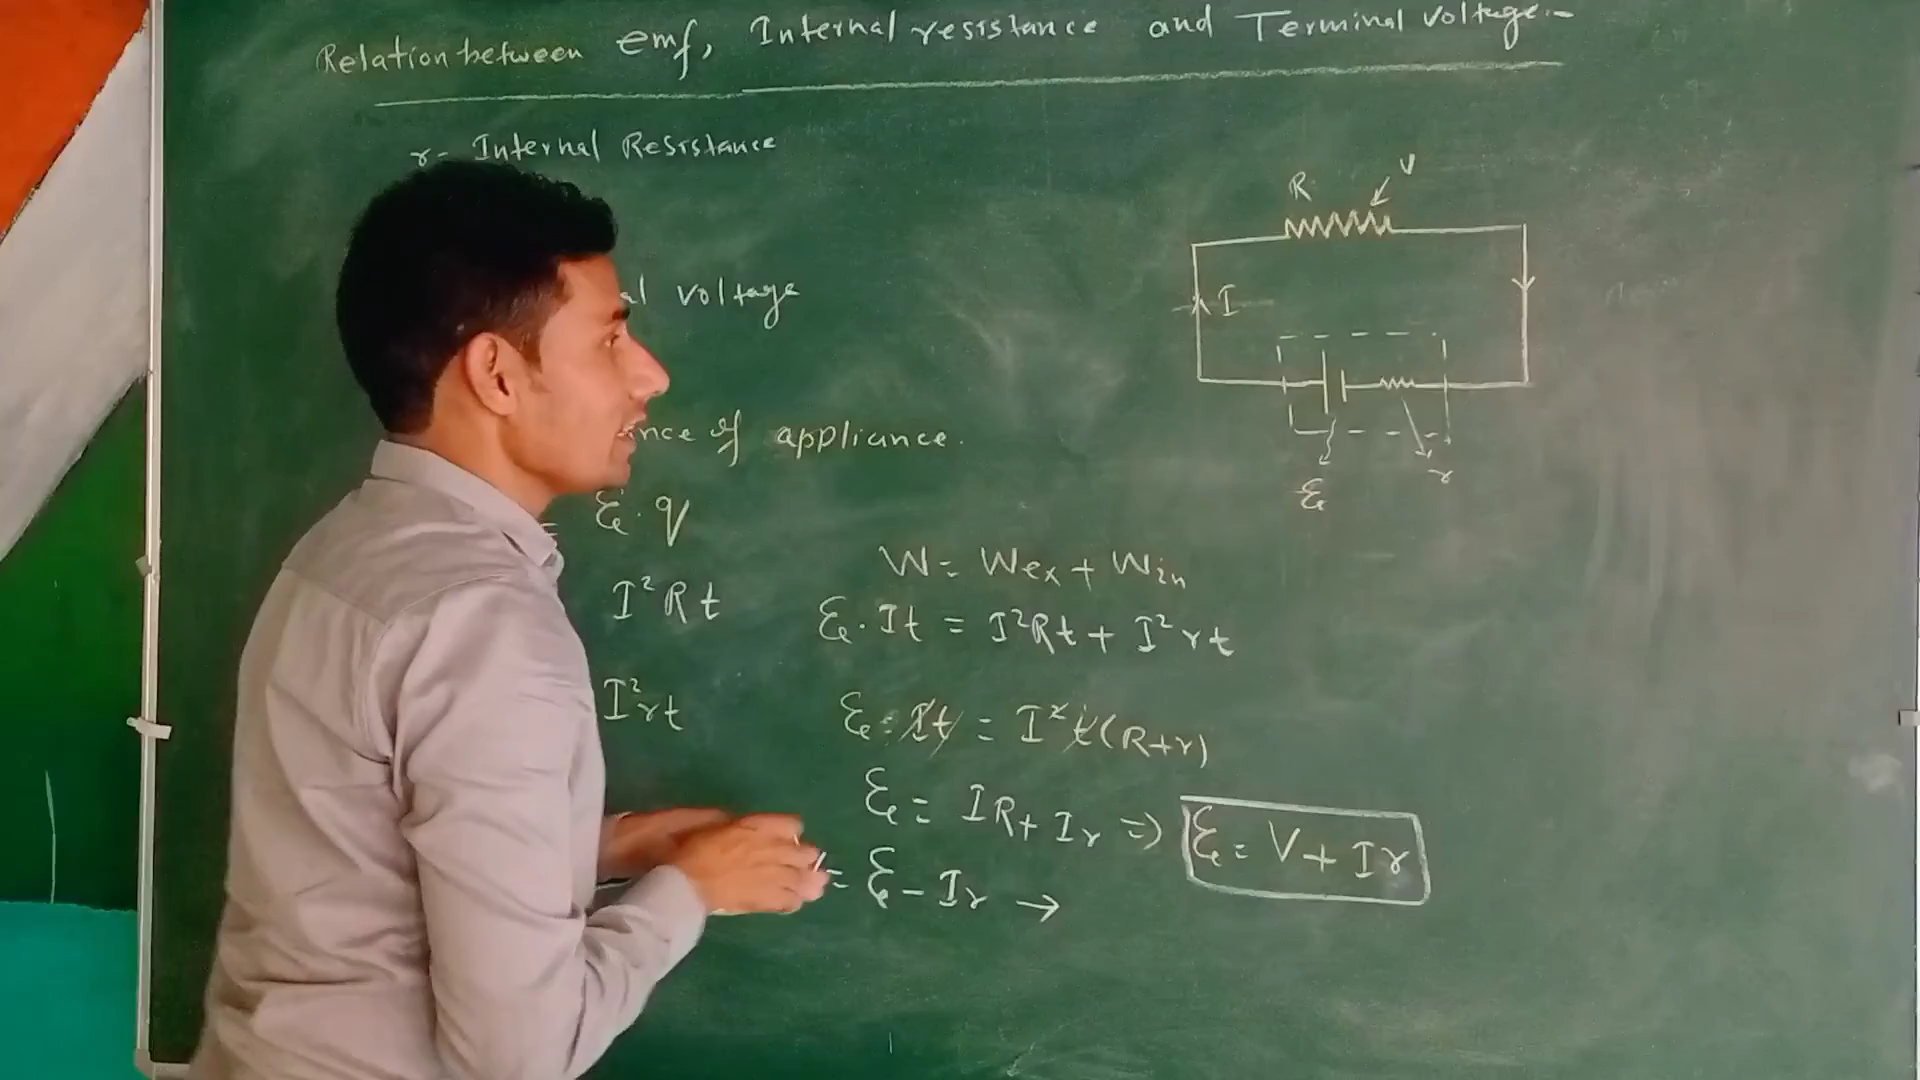 Relation between emf, Internal resistance and Terminal voltage:-
r- Internal Resistance
al voltage
nce of appliance.
= ℰ · q
I²Rt
I²rt
R
V
I
ℰ
r
W = Wex + Win
ℰ · It = I²Rt + I²rt
ℰ · It = I²t(R+r)
ℰ = IR + Ir ⇒ ℰ = V + Ir
= ℰ - Ir →